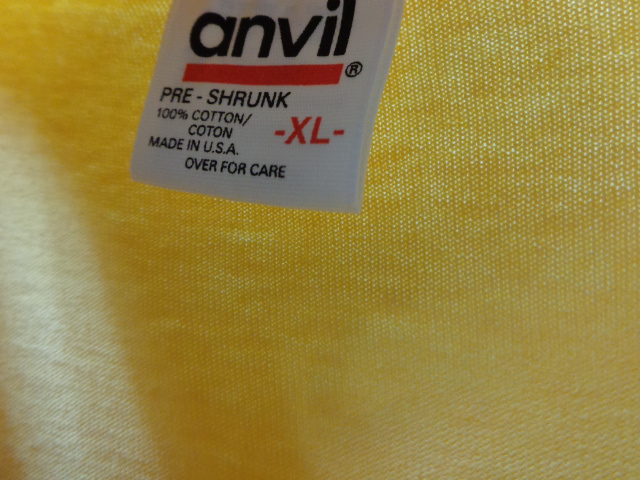 anvil®
PRE-SHRUNK
100% COTTON/
COTON
-XL-
MADE IN U.S.A.
OVER FOR CARE